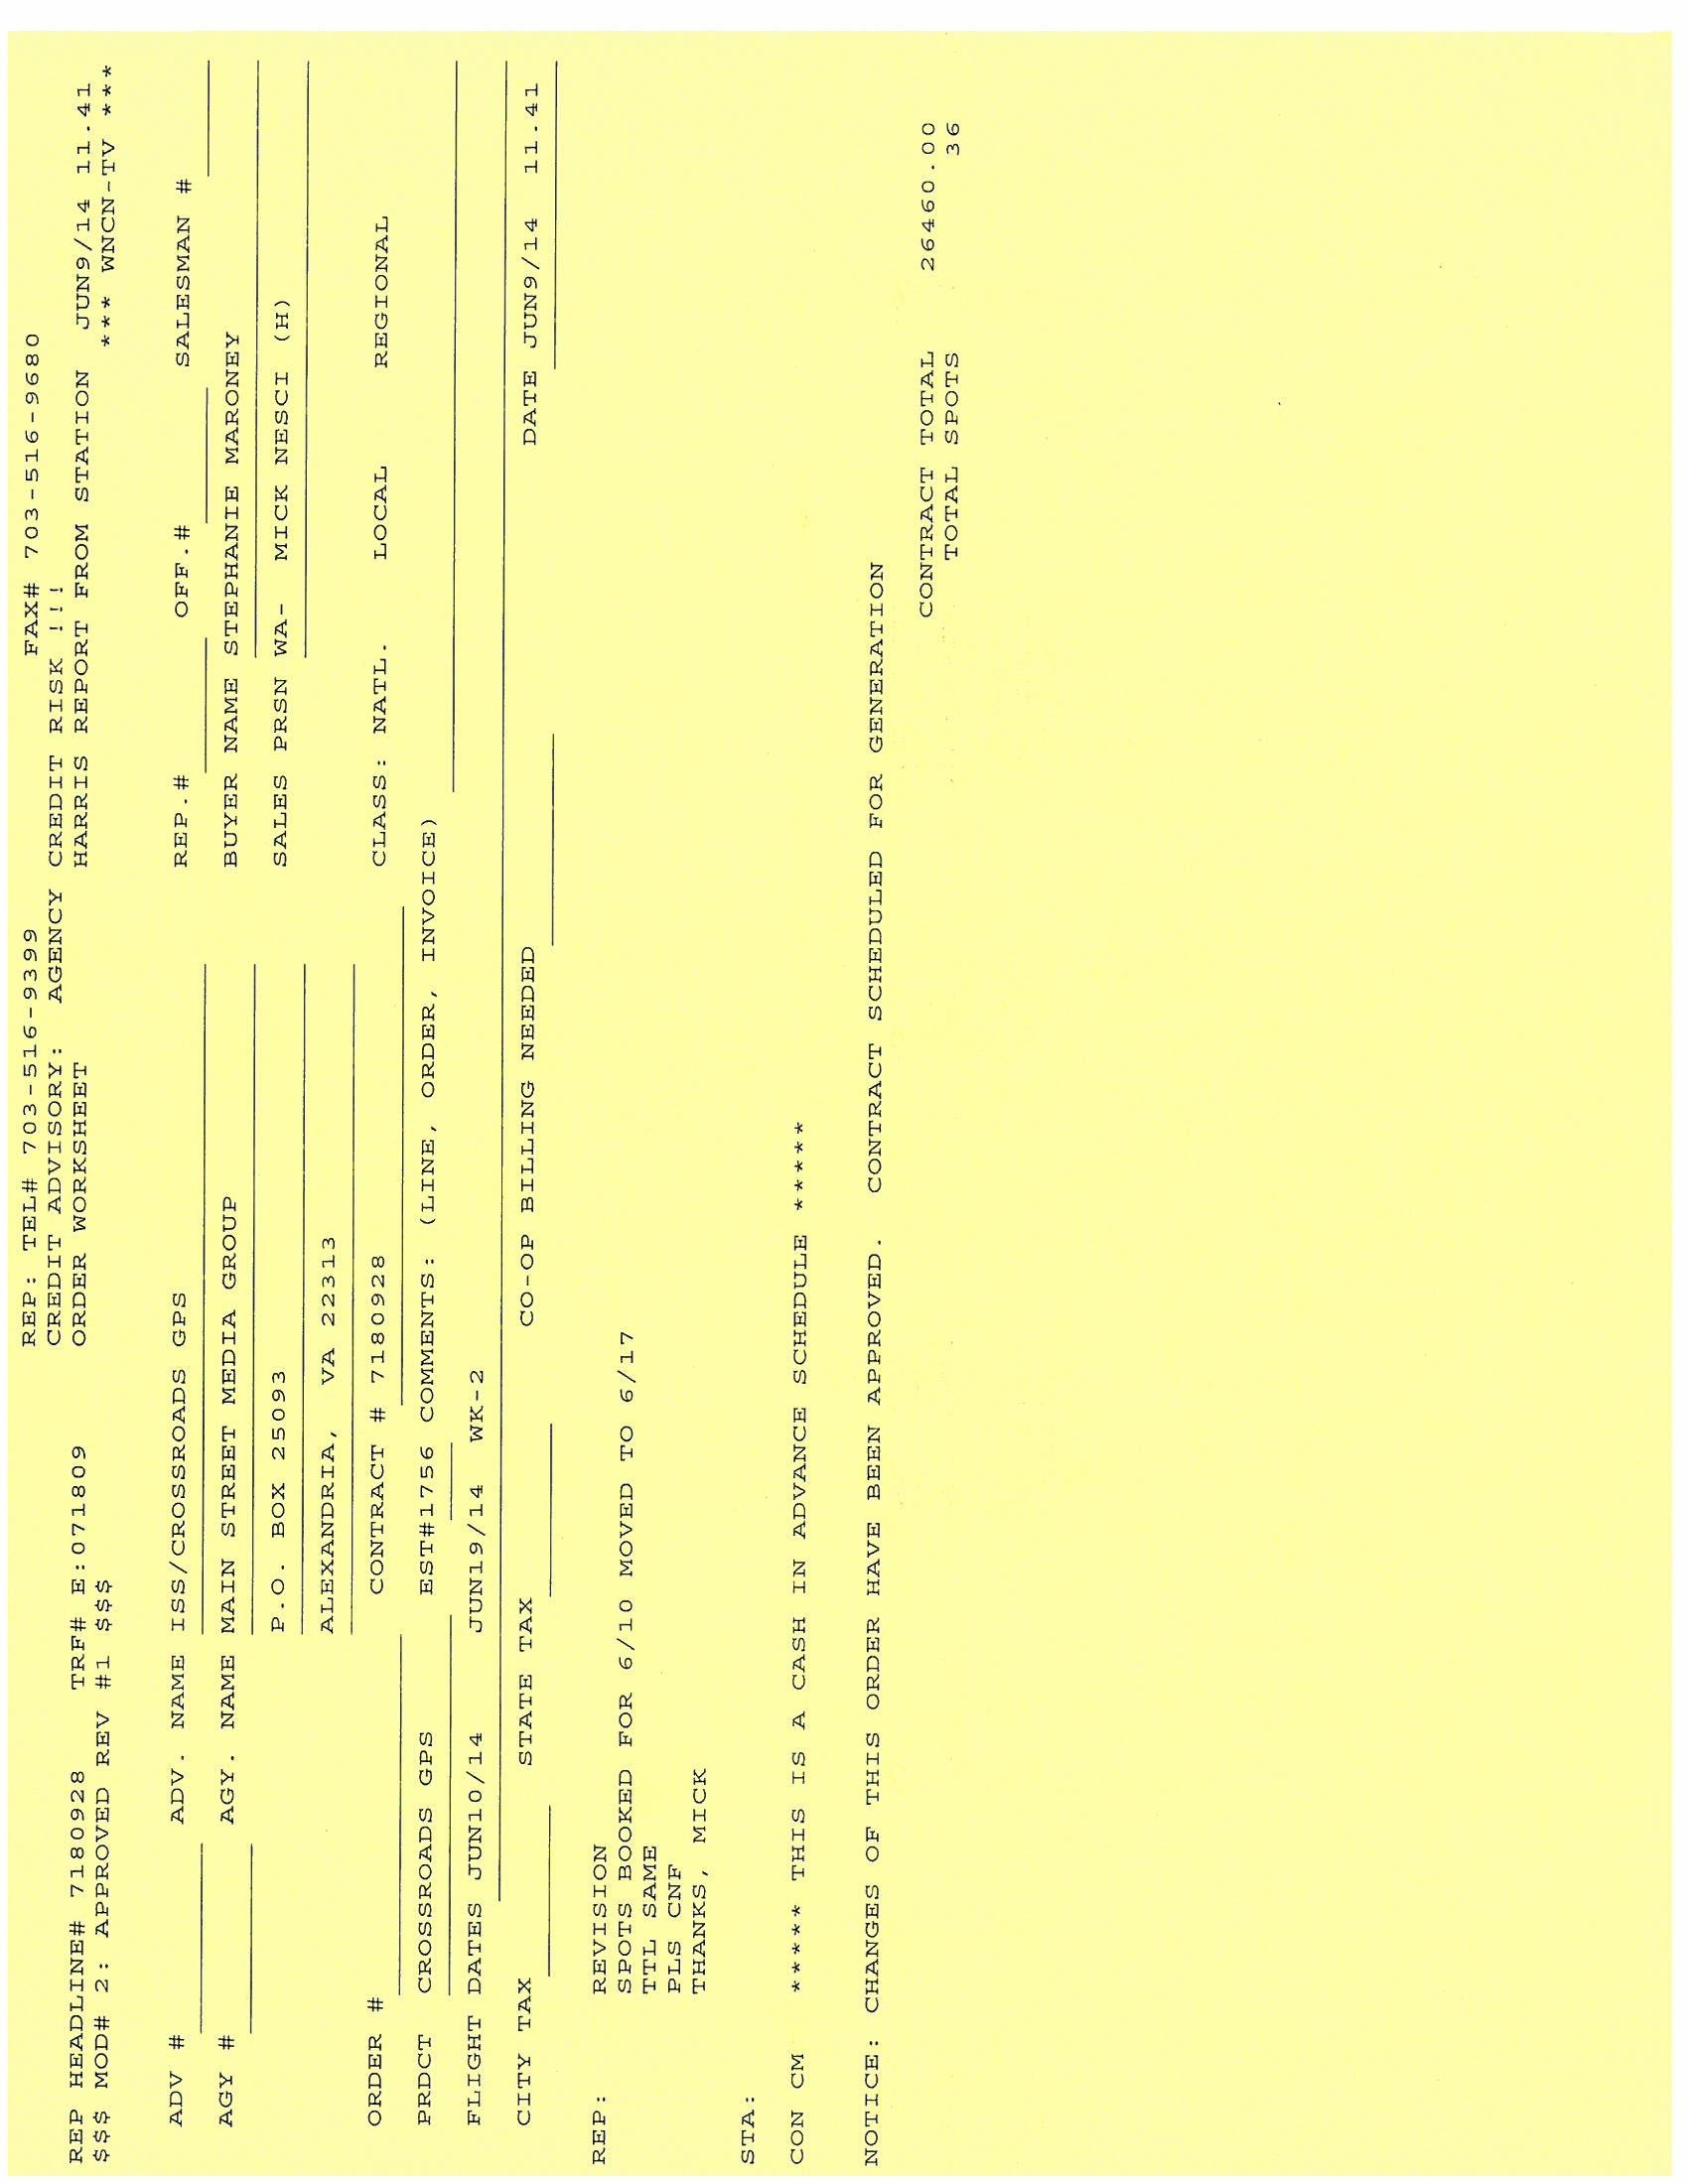 REP: TEL# 703-516-9399 FAX# 703-516-9680
CREDIT ADVISORY: AGENCY CREDIT RISK !!!
REP HEADLINE# 7180928 TRF# E:071809 ORDER WORKSHEET HARRIS REPORT FROM STATION JUN9/14 11.41
$$$ MOD# 2: APPROVED REV #1 $$$ *** WNCN-TV ***
ADV # ADV. NAME ISS/CROSSROADS GPS REP.# OFF.# SALESMAN #
AGY # AGY. NAME MAIN STREET MEDIA GROUP BUYER NAME STEPHANIE MARONEY
P.O. BOX 25093 SALES PRSN WA- MICK NESCI (H)
ALEXANDRIA, VA 22313
ORDER # CONTRACT # 7180928 CLASS: NATL. LOCAL REGIONAL
PRDCT CROSSROADS GPS EST#1756 COMMENTS: (LINE, ORDER, INVOICE)
FLIGHT DATES JUN10/14 JUN19/14 WK-2
CITY TAX STATE TAX CO-OP BILLING NEEDED DATE JUN9/14 11.41
REP: REVISION
SPOTS BOOKED FOR 6/10 MOVED TO 6/17
TTL SAME
PLS CNF
THANKS, MICK
STA:
CON CM ***** THIS IS A CASH IN ADVANCE SCHEDULE *****
NOTICE: CHANGES OF THIS ORDER HAVE BEEN APPROVED. CONTRACT SCHEDULED FOR GENERATION
CONTRACT TOTAL 26460.00
TOTAL SPOTS 36